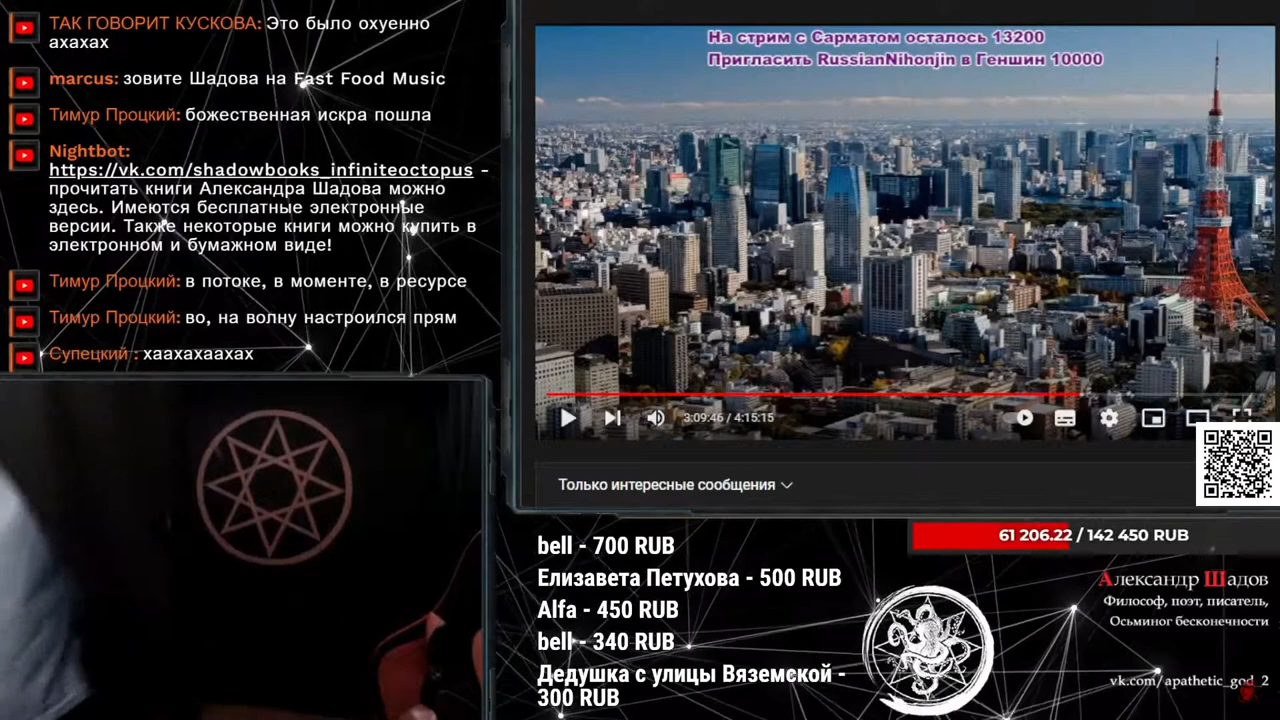 ТАК ГОВОРИТ КУСКОВА: Это было охуенно
ахахах
marcus: зовите Шадова на Fast Food Music
Тимур Процкий: божественная искра пошла
Nightbot:
https://vk.com/shadowbooks_infiniteoctopus -
прочитать книги Александра Шадова можно
здесь. Имеются бесплатные электронные
версии. Также некоторые книги можно купить в
электронном и бумажном виде!
Тимур Процкий: в потоке, в моменте, в ресурсе
Тимур Процкий: во, на волну настроился прям
Супецкий : хаахахаахах
На стрим с Сарматом осталось 13200
Пригласить RussianNihonjin в Геншин 10000
3:09:46 / 4:15:15
Только интересные сообщения
61 206.22 / 142 450 RUB
bell - 700 RUB
Елизавета Петухова - 500 RUB
Alfa - 450 RUB
bell - 340 RUB
Дедушка с улицы Вяземской -
300 RUB
Александр Шадов
Философ, поэт, писатель,
Осьминог бесконечности
vk.com/apathetic_god_2